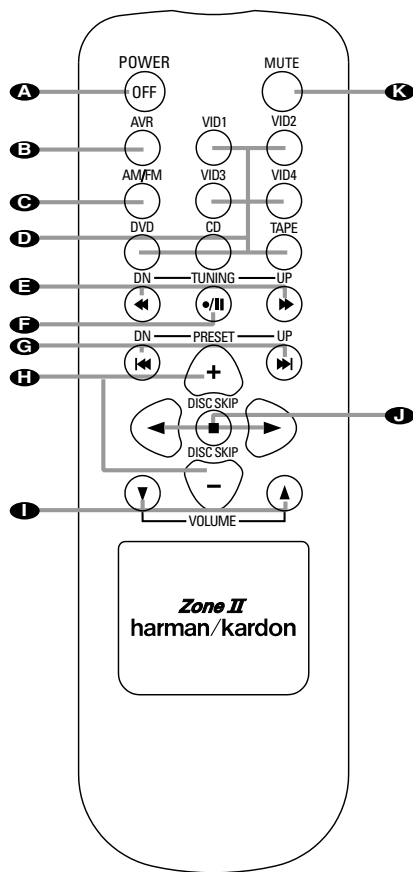 POWER MUTE
A OFF K
AVR VID1 VID2
B
AM/FM VID3 VID4
C
D DVD CD TAPE
E DN TUNING UP
F
G DN PRESET UP
H +
DISC SKIP
J
DISC SKIP
−
I VOLUME
Zone II
harman/kardon